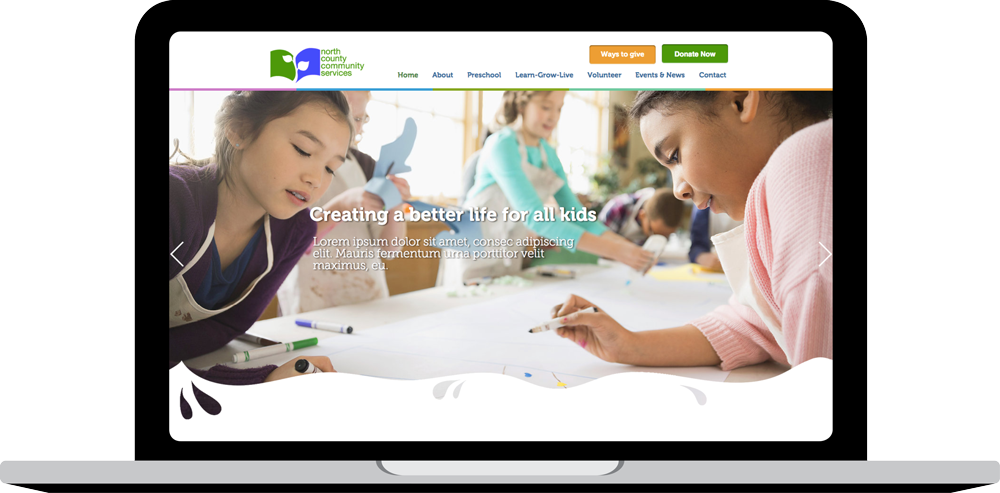 north
county
community
services
Ways to give
Donate Now
Home About Preschool Learn-Grow-Live Volunteer Events & News Contact
Creating a better life for all kids
Lorem ipsum dolor sit amet, consec adipiscing
elit. Mauris fermentum urna pontitor velit
maximus, eu.